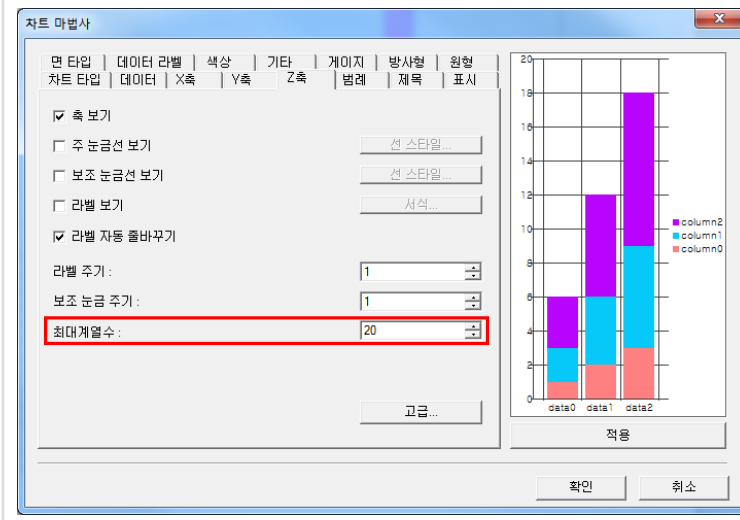 차트 마법사
면 타입 데이터 라벨 색상 기타 게이지 방사형 원형
차트 타입 데이터 X축 Y축 Z축 범례 제목 표시
축 보기
주 눈금선 보기 선 스타일...
보조 눈금선 보기 선 스타일...
라벨 보기 서식...
라벨 자동 줄바꾸기
라벨 주기 : 1
보조 눈금 주기 : 1
최대계열수 : 20
고급...
20
18
16
14
12
10
8
6
4
2
0
data0 data1 data2
column2
column1
column0
적용
확인 취소